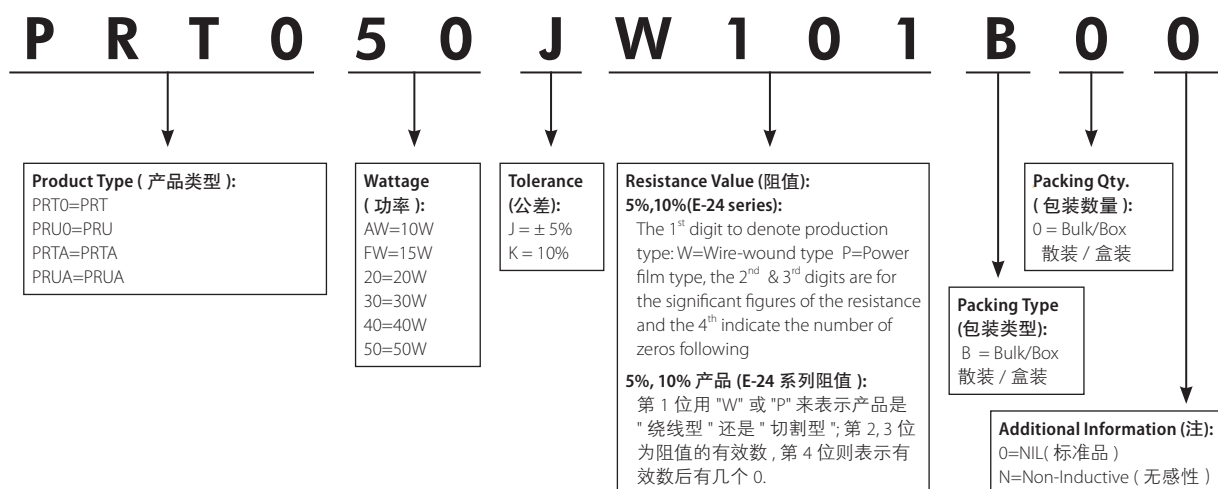 P R T 0 5 0 J W 1 0 1 B 0 0
Product Type ( 产品类型 ):
PRT0=PRT
PRU0=PRU
PRTA=PRTA
PRUA=PRUA
Wattage
( 功率 ):
AW=10W
FW=15W
20=20W
30=30W
40=40W
50=50W
Tolerance
(公差):
J = ± 5%
K = 10%
Resistance Value (阻值):
5%,10%(E-24 series):
The 1st digit to denote production
type: W=Wire-wound type P=Power
film type, the 2nd & 3rd digits are for
the significant figures of the resistance
and the 4th indicate the number of
zeros following
5%, 10% 产品 (E-24 系列阻值 ):
第 1 位用 "W" 或 "P" 来表示产品是
" 绕线型 " 还是 " 切割型 "; 第 2, 3 位
为阻值的有效数 , 第 4 位则表示有
效数后有几个 0.
Packing Type
(包装类型):
B = Bulk/Box
散装 / 盒装
Packing Qty.
( 包装数量 ):
0 = Bulk/Box
散装 / 盒装
Additional Information (注):
0=NIL( 标准品 )
N=Non-Inductive ( 无感性 )